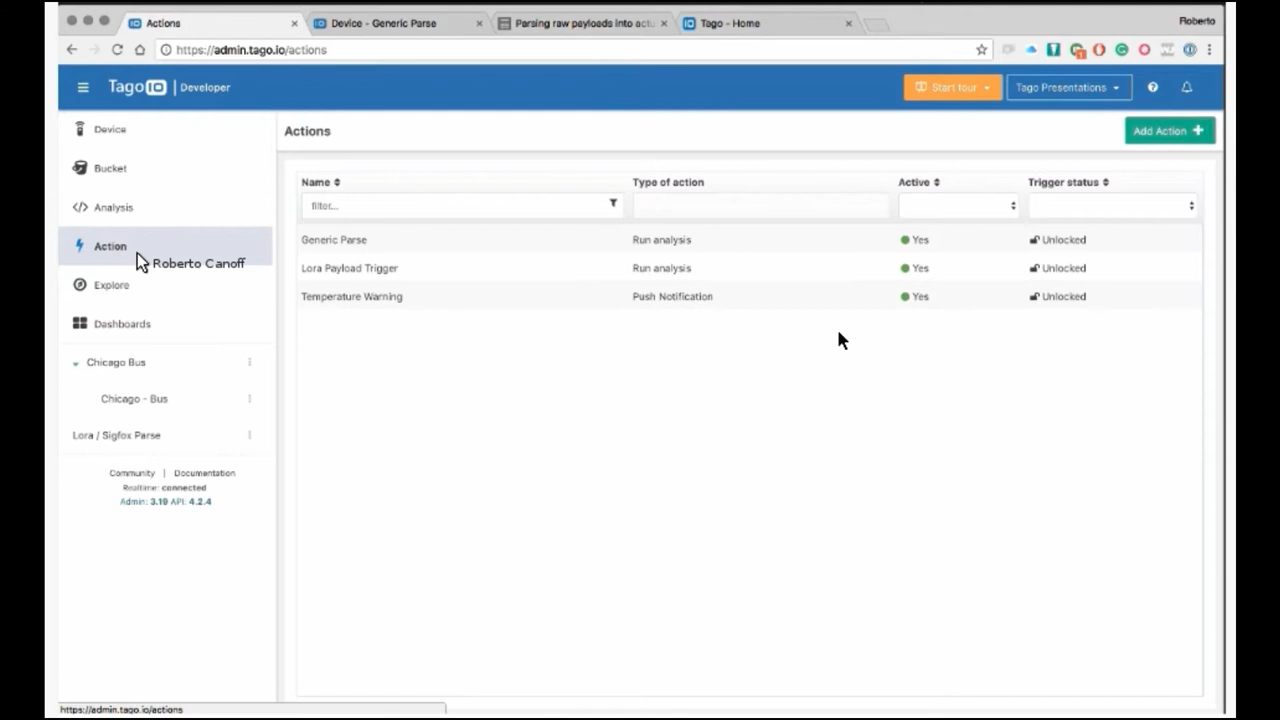 Actions
Device - Generic Parse
Parsing raw payloads into actu
Tago - Home
Roberto
https://admin.tago.io/actions
Tago IO | Developer
Start tour
Tago Presentations
Device
Bucket
Analysis
Action
Roberto Canoff
Explore
Dashboards
Chicago Bus
Chicago - Bus
Lora / Sigfox Parse
Community | Documentation
Realtime: connected
Admin: 3.19 API: 4.2.4
Actions
Add Action +
Name Type of action Active Trigger status
filter...
Generic Parse Run analysis Yes Unlocked
Lora Payload Trigger Run analysis Yes Unlocked
Temperature Warning Push Notification Yes Unlocked
https://admin.tago.io/actions